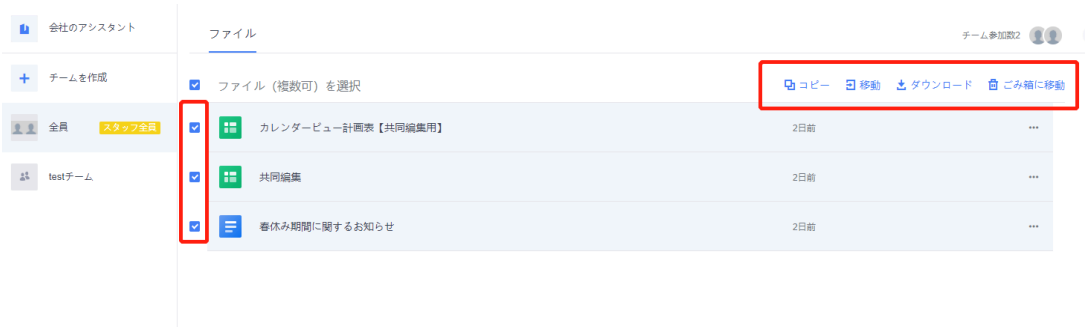 会社のアシスタント
チームを作成
全員 スタッフ全員
testチーム
ファイル
チーム参加数2
ファイル（複数可）を選択
コピー 移動 ダウンロード ごみ箱に移動
カレンダービュー計画表【共同編集用】 2日前
共同編集 2日前
春休み期間に関するお知らせ 2日前